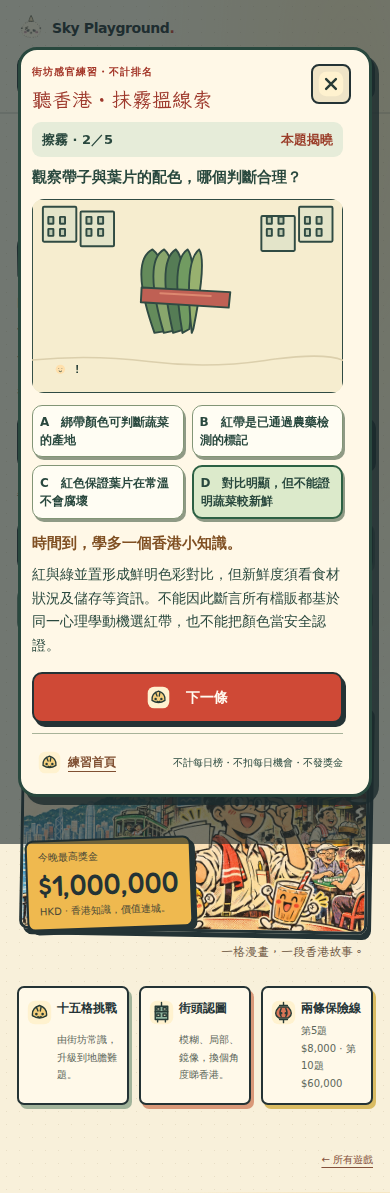 Sky Playground.
街坊感官練習・不計排名
聽香港・抹霧搵線索
擦霧・2／5
本題揭曉
觀察帶子與葉片的配色，哪個判斷合理？
!
A 綁帶顏色可判斷蔬菜
的產地
B 紅帶是已通過農藥檢
測的標記
C 紅色保證葉片在常溫
不會腐壞
D 對比明顯，但不能證
明蔬菜較新鮮
時間到，學多一個香港小知識。
紅與綠並置形成鮮明色彩對比，但新鮮度須看食材
狀況及儲存等資訊。不能因此斷言所有檔販都基於
同一心理學動機選紅帶，也不能把顏色當安全認
證。
下一條
練習首頁
不計每日榜・不扣每日機會・不發獎金
今晚最高獎金
$1,000,000
HKD・香港知識，價值連城。
一格漫畫，一段香港故事。
十五格挑戰
由街坊常識，
升級到地膽難
題。
街頭認圖
模糊、局部、
鏡像，換個角
度睇香港。
兩條保險線
第5題
$8,000・第
10題
$60,000
← 所有遊戲